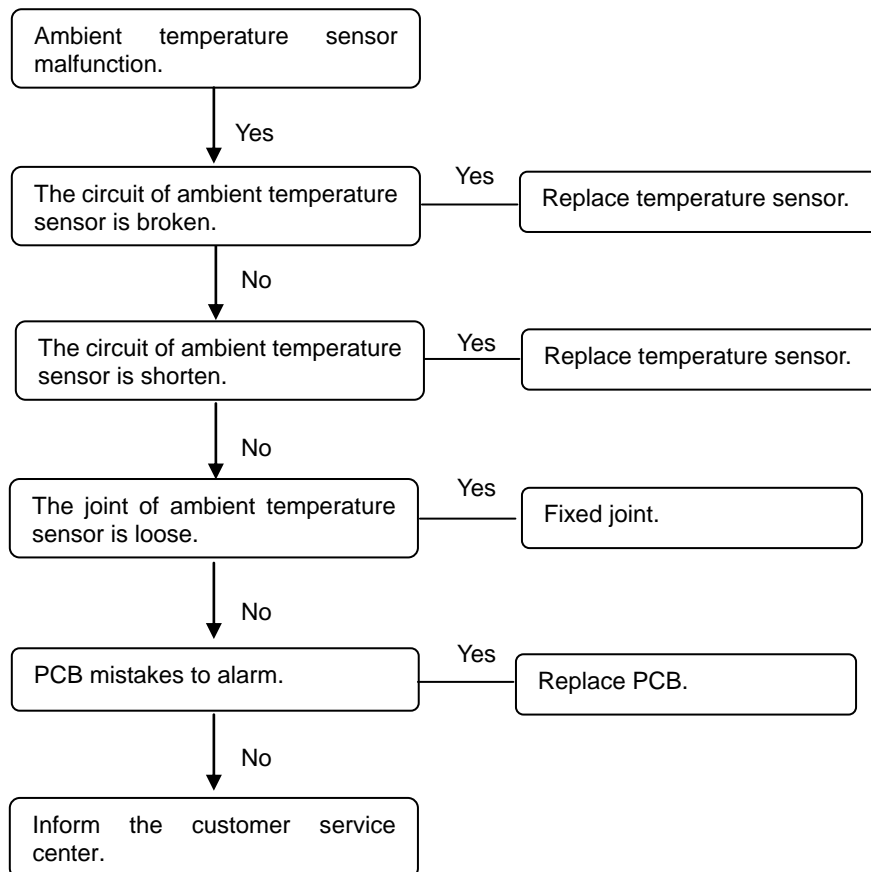 Ambient temperature sensor
malfunction.
Yes
The circuit of ambient temperature
sensor is broken.
Yes
Replace temperature sensor.
No
The circuit of ambient temperature
sensor is shorten.
Yes
Replace temperature sensor.
No
The joint of ambient temperature
sensor is loose.
Yes
Fixed joint.
No
PCB mistakes to alarm.
Yes
Replace PCB.
No
Inform the customer service
center.